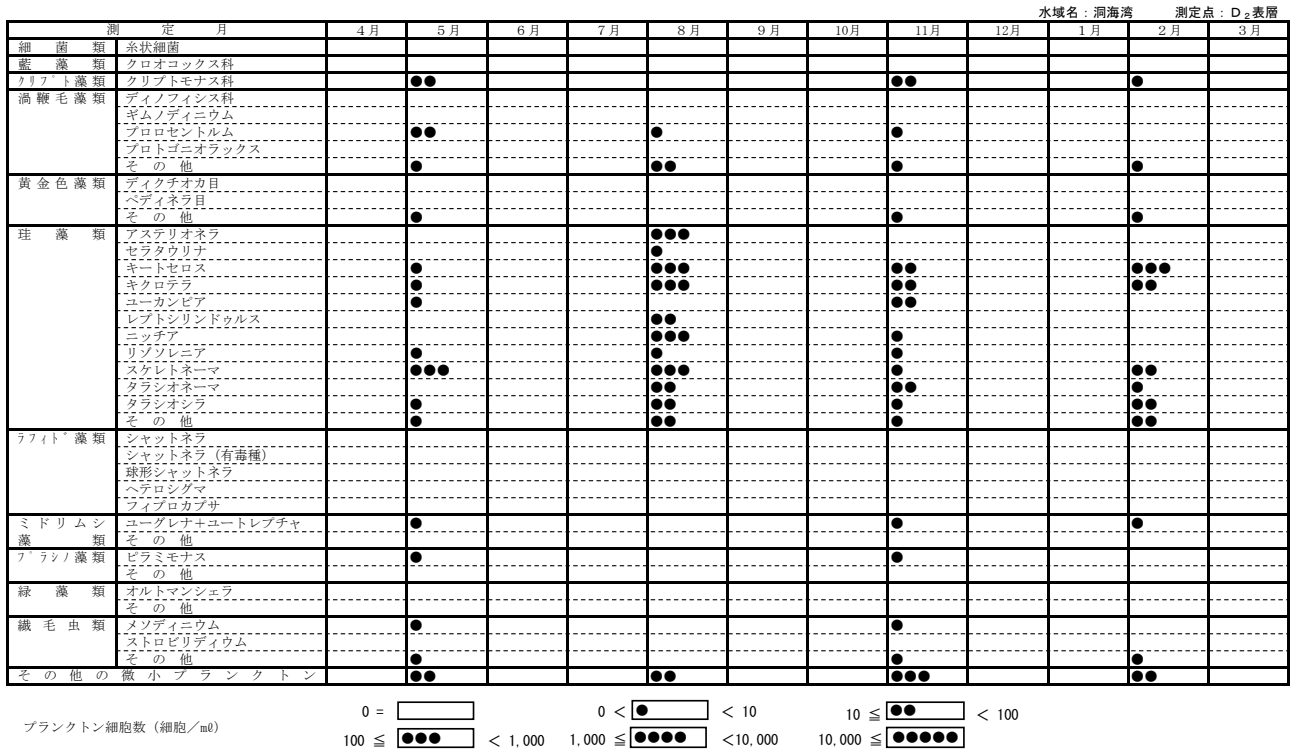 水域名：洞海湾　測定点：Ｄ₂表層
測　定　月　4月　5月　6月　7月　8月　9月　10月　11月　12月　1月　2月　3月
細菌類　糸状細菌
藍藻類　クロオコックス科
ｸﾘﾌﾟﾄ藻類　クリプトモナス科　●●　●●　●
渦鞭毛藻類　ディノフィシス科
ギムノディニウム
プロロセントルム　●●　●　●
プロトゴニオラックス
その他　●　●●　●　●
黄金色藻類　ディクチオカ目
ペディネラ目
その他　●　●　●
珪藻類　アステリオネラ　●●●
セラタウリナ　●
キートセロス　●　●●●　●●　●●●
キクロテラ　●　●●●　●●　●●
ユーカンピア　●　●●
レプトシリンドゥルス　●●
ニッチア　●●●　●
リゾソレニア　●　●　●
スケレトネーマ　●●●　●●●　●　●●
タラシオネーマ　●●　●●　●
タラシオシラ　●　●●　●　●●
その他　●　●●　●　●●
ﾗﾌｨﾄﾞ藻類　シャットネラ
シャットネラ（有毒種）
球形シャットネラ
ヘテロシグマ
フィブロカプサ
ミドリムシ　ユーグレナ＋ユートレプチャ　●　●　●
藻類　その他
ﾌﾟﾗｼﾉ藻類　ピラミモナス　●　●
その他
緑藻類　オルトマンシェラ
その他
繊毛虫類　メソディニウム　●　●
ストロビリディウム
その他　●　●　●
その他の微小プランクトン　●●　●●　●●●　●●
プランクトン細胞数（細胞／mℓ）
0 =　0 < ● < 10　10 ≦ ●● < 100
100 ≦ ●●● < 1,000　1,000 ≦ ●●●● <10,000　10,000 ≦ ●●●●●